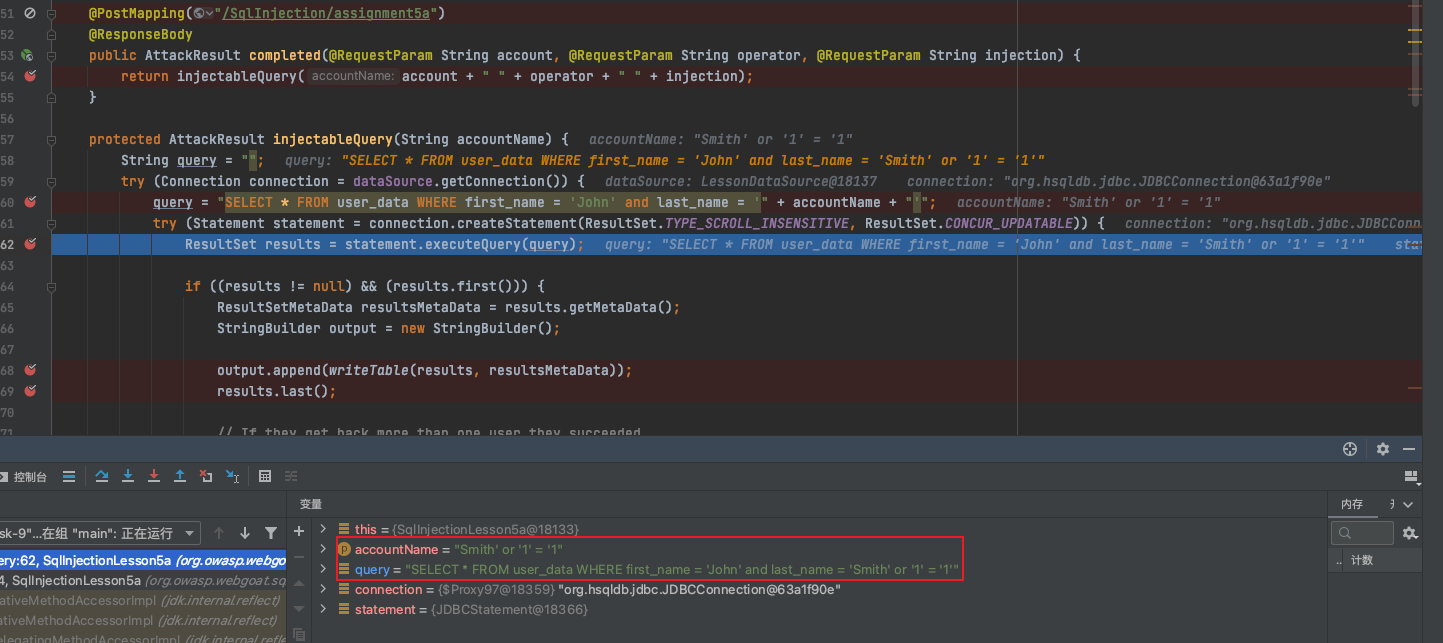 51 @PostMapping("/SqlInjection/assignment5a")
52 @ResponseBody
53 public AttackResult completed(@RequestParam String account, @RequestParam String operator, @RequestParam String injection) {
54 return injectableQuery( accountName: account + " " + operator + " " + injection);
55 }
56
57 protected AttackResult injectableQuery(String accountName) { accountName: "Smith' or '1' = '1"
58 String query = ""; query: "SELECT * FROM user_data WHERE first_name = 'John' and last_name = 'Smith' or '1' = '1'"
59 try (Connection connection = dataSource.getConnection()) { dataSource: LessonDataSource@18137 connection: "org.hsqldb.jdbc.JDBCConnection@63a1f90e"
60 query = "SELECT * FROM user_data WHERE first_name = 'John' and last_name = '" + accountName + "'"; accountName: "Smith' or '1' = '1"
61 try (Statement statement = connection.createStatement(ResultSet.TYPE_SCROLL_INSENSITIVE, ResultSet.CONCUR_UPDATABLE)) { connection: "org.hsqldb.jdbc.JDBCConn
62 ResultSet results = statement.executeQuery(query); query: "SELECT * FROM user_data WHERE first_name = 'John' and last_name = 'Smith' or '1' = '1'" sta
63
64 if ((results != null) && (results.first())) {
65 ResultSetMetaData resultsMetaData = results.getMetaData();
66 StringBuilder output = new StringBuilder();
67
68 output.append(writeTable(results, resultsMetaData));
69 results.last();
70
71 // If they get back more than one user they succeeded
控制台
变量
内存
sk-9"...在组 "main": 正在运行
this = {SqlInjectionLesson5a@18133}
ery:62, SqlInjectionLesson5a (org.owasp.webgo
accountName = "Smith' or '1' = '1"
计数
4, SqlInjectionLesson5a (org.owasp.webgoat.sq
query = "SELECT * FROM user_data WHERE first_name = 'John' and last_name = 'Smith' or '1' = '1'"
ativeMethodAccessorImpl (jdk.internal.reflect)
connection = {$Proxy97@18359} "org.hsqldb.jdbc.JDBCConnection@63a1f90e"
ativeMethodAccessorImpl (jdk.internal.reflect)
statement = {JDBCStatement@18366}
elegatingMethodAccessorImpl (jdk.internal.refle